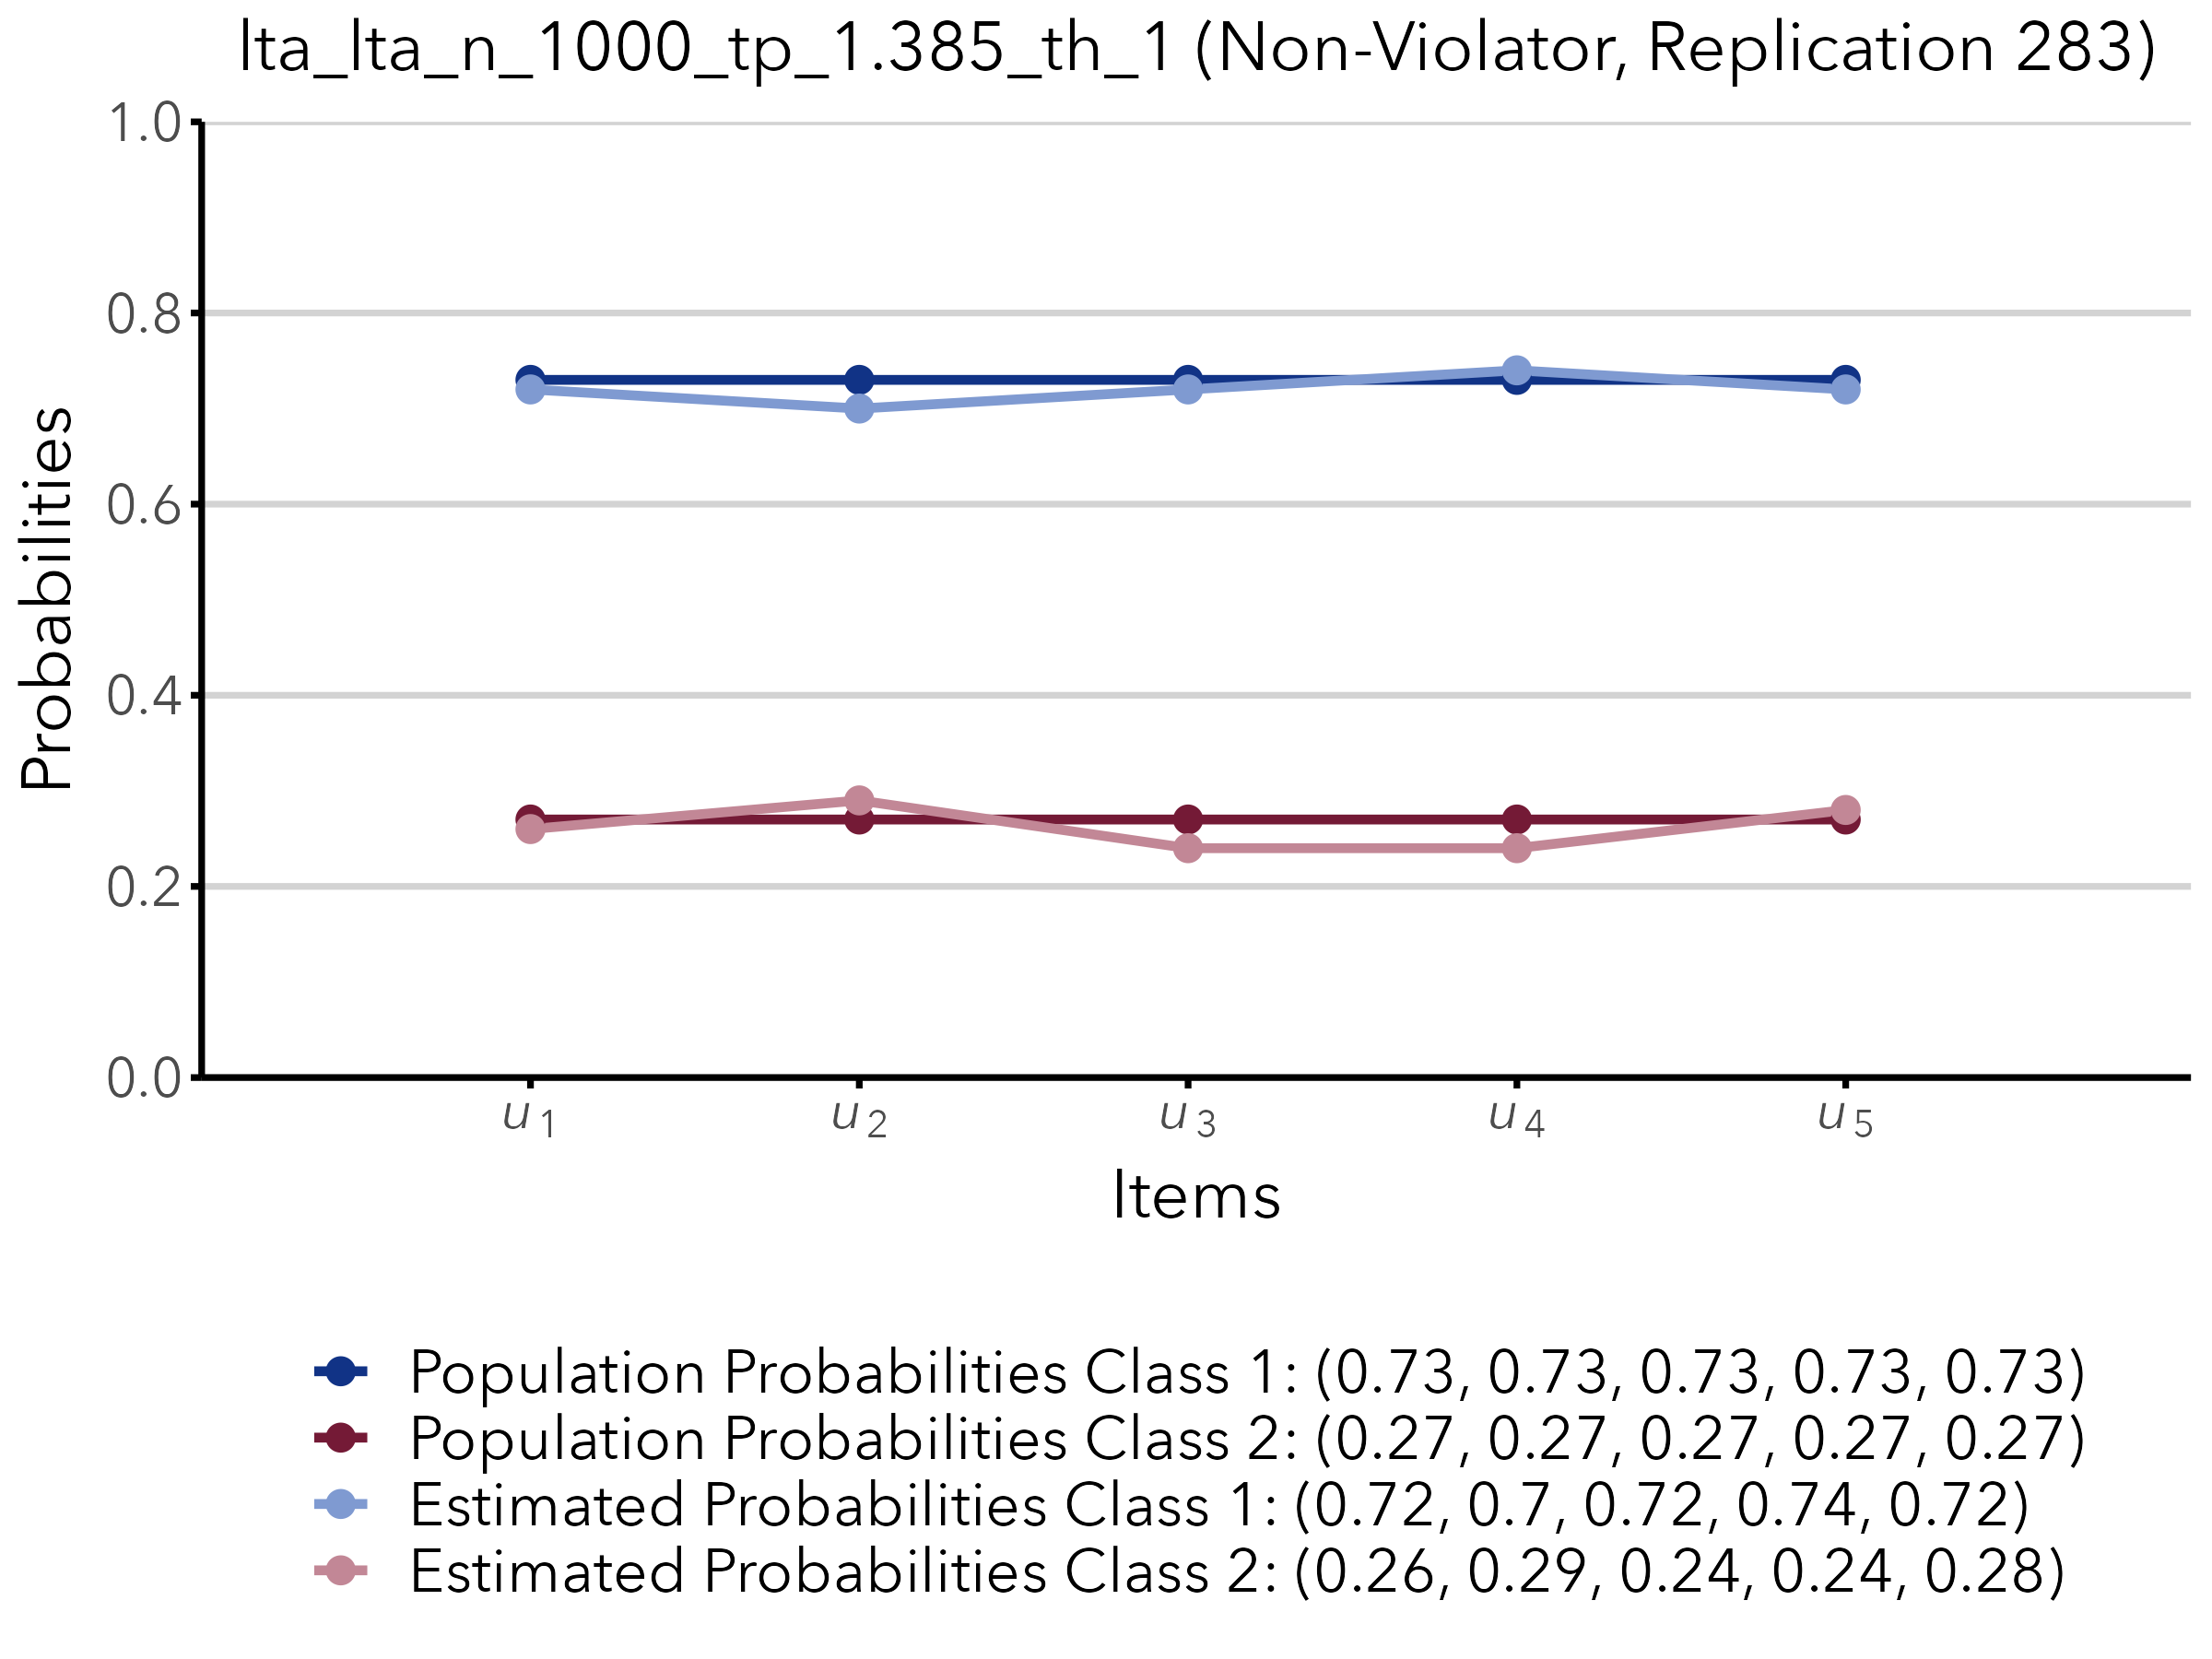 lta_lta_n_1000_tp_1.385_th_1 (Non-Violator, Replication 283)
1.0
0.8
0.6
0.4
0.2
0.0
Probabilities
u1
u2
u3
u4
u5
Items
Population Probabilities Class 1: (0.73, 0.73, 0.73, 0.73, 0.73)
Population Probabilities Class 2: (0.27, 0.27, 0.27, 0.27, 0.27)
Estimated Probabilities Class 1: (0.72, 0.7, 0.72, 0.74, 0.72)
Estimated Probabilities Class 2: (0.26, 0.29, 0.24, 0.24, 0.28)